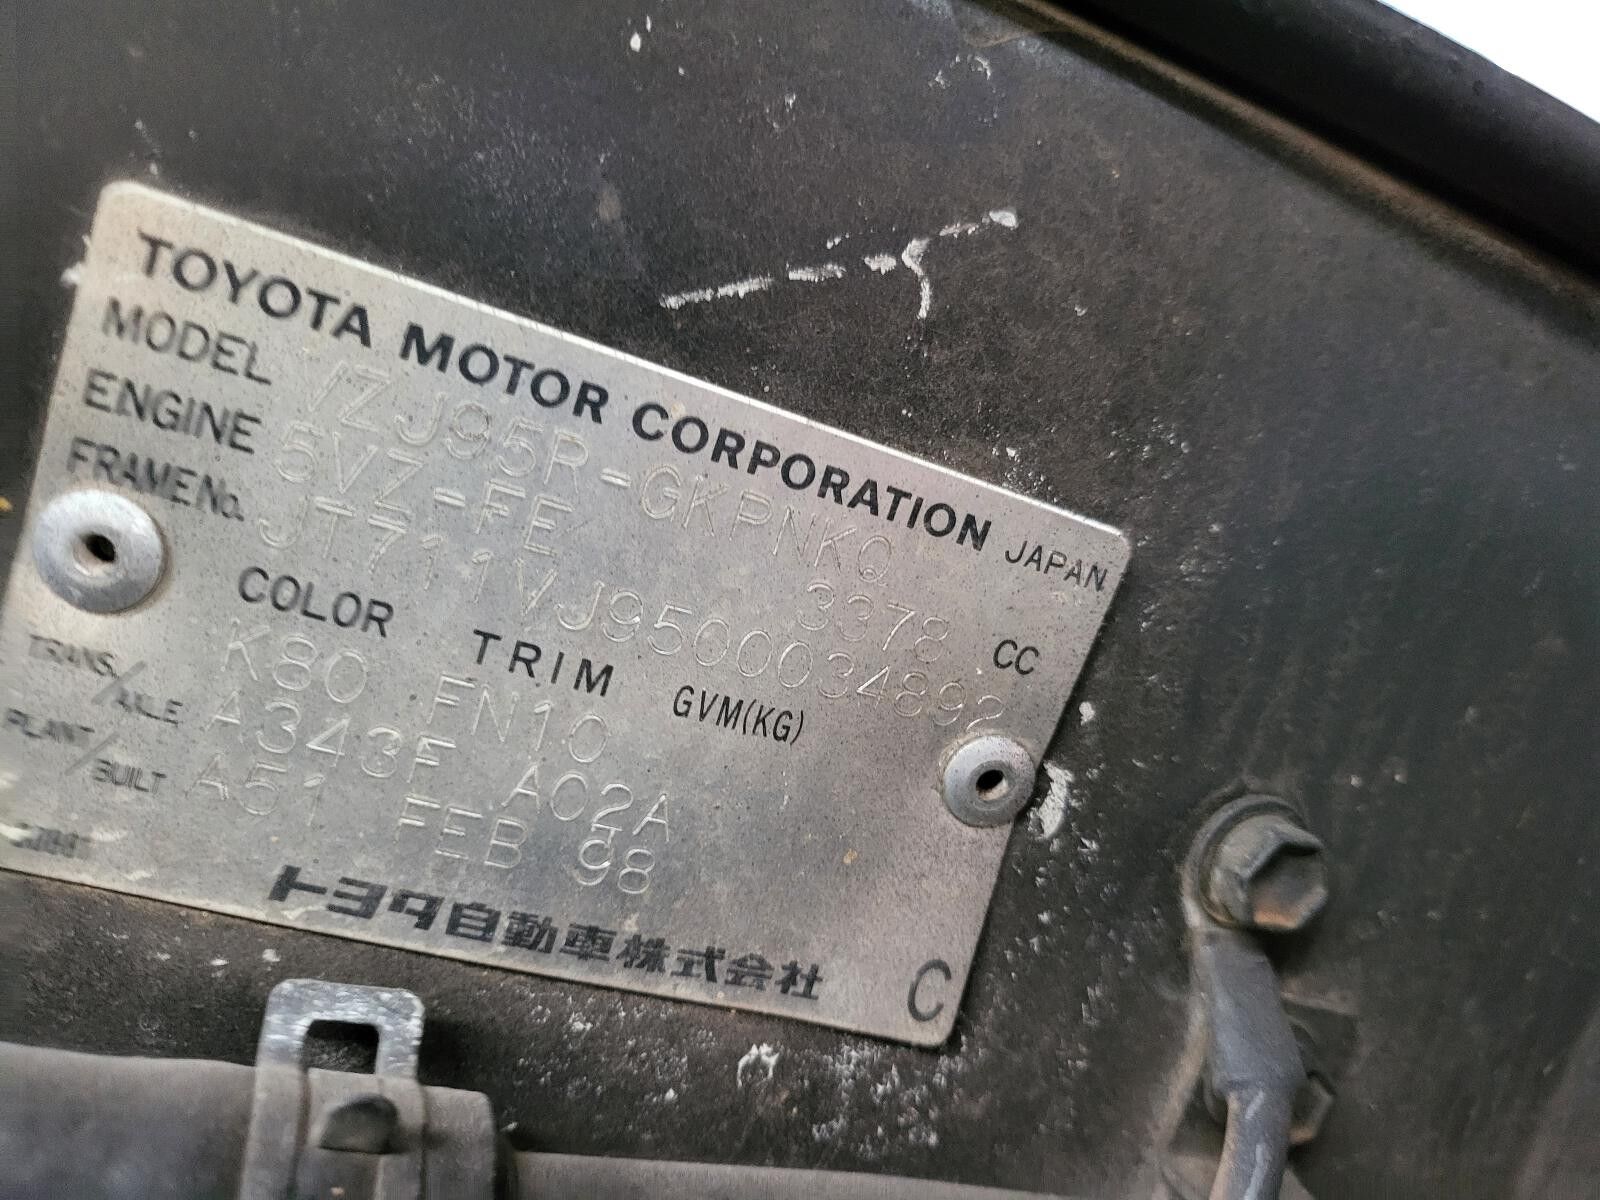 TOYOTA MOTOR CORPORATION JAPAN
MODEL VZJ95R-GKPNKQ
ENGINE 5VZ-FE 3378 CC
FRAME No. JT711VJ9500034892
COLOR TRIM GVM(KG)
K80 FN10
TRANS./AXLE A343F A02A
PLANT/BUILT A51 FEB 98
トヨタ自動車株式会社 C